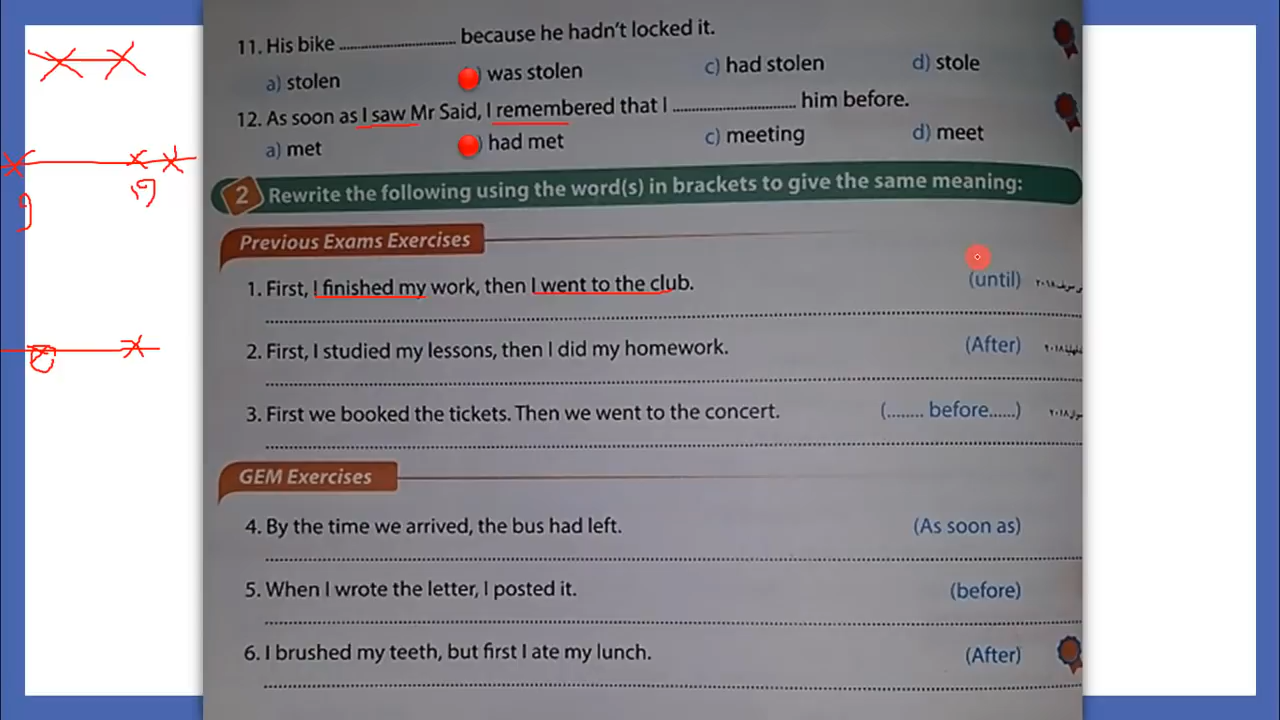 11. His bike ........................ because he hadn't locked it.
a) stolen ) was stolen c) had stolen d) stole
12. As soon as I saw Mr Said, I remembered that I ........................ him before.
a) met ) had met c) meeting d) meet
2 Rewrite the following using the word(s) in brackets to give the same meaning:
Previous Exams Exercises
1. First, I finished my work, then I went to the club. (until)
2. First, I studied my lessons, then I did my homework. (After)
3. First we booked the tickets. Then we went to the concert. (........ before......)
GEM Exercises
4. By the time we arrived, the bus had left. (As soon as)
5. When I wrote the letter, I posted it. (before)
6. I brushed my teeth, but first I ate my lunch. (After)